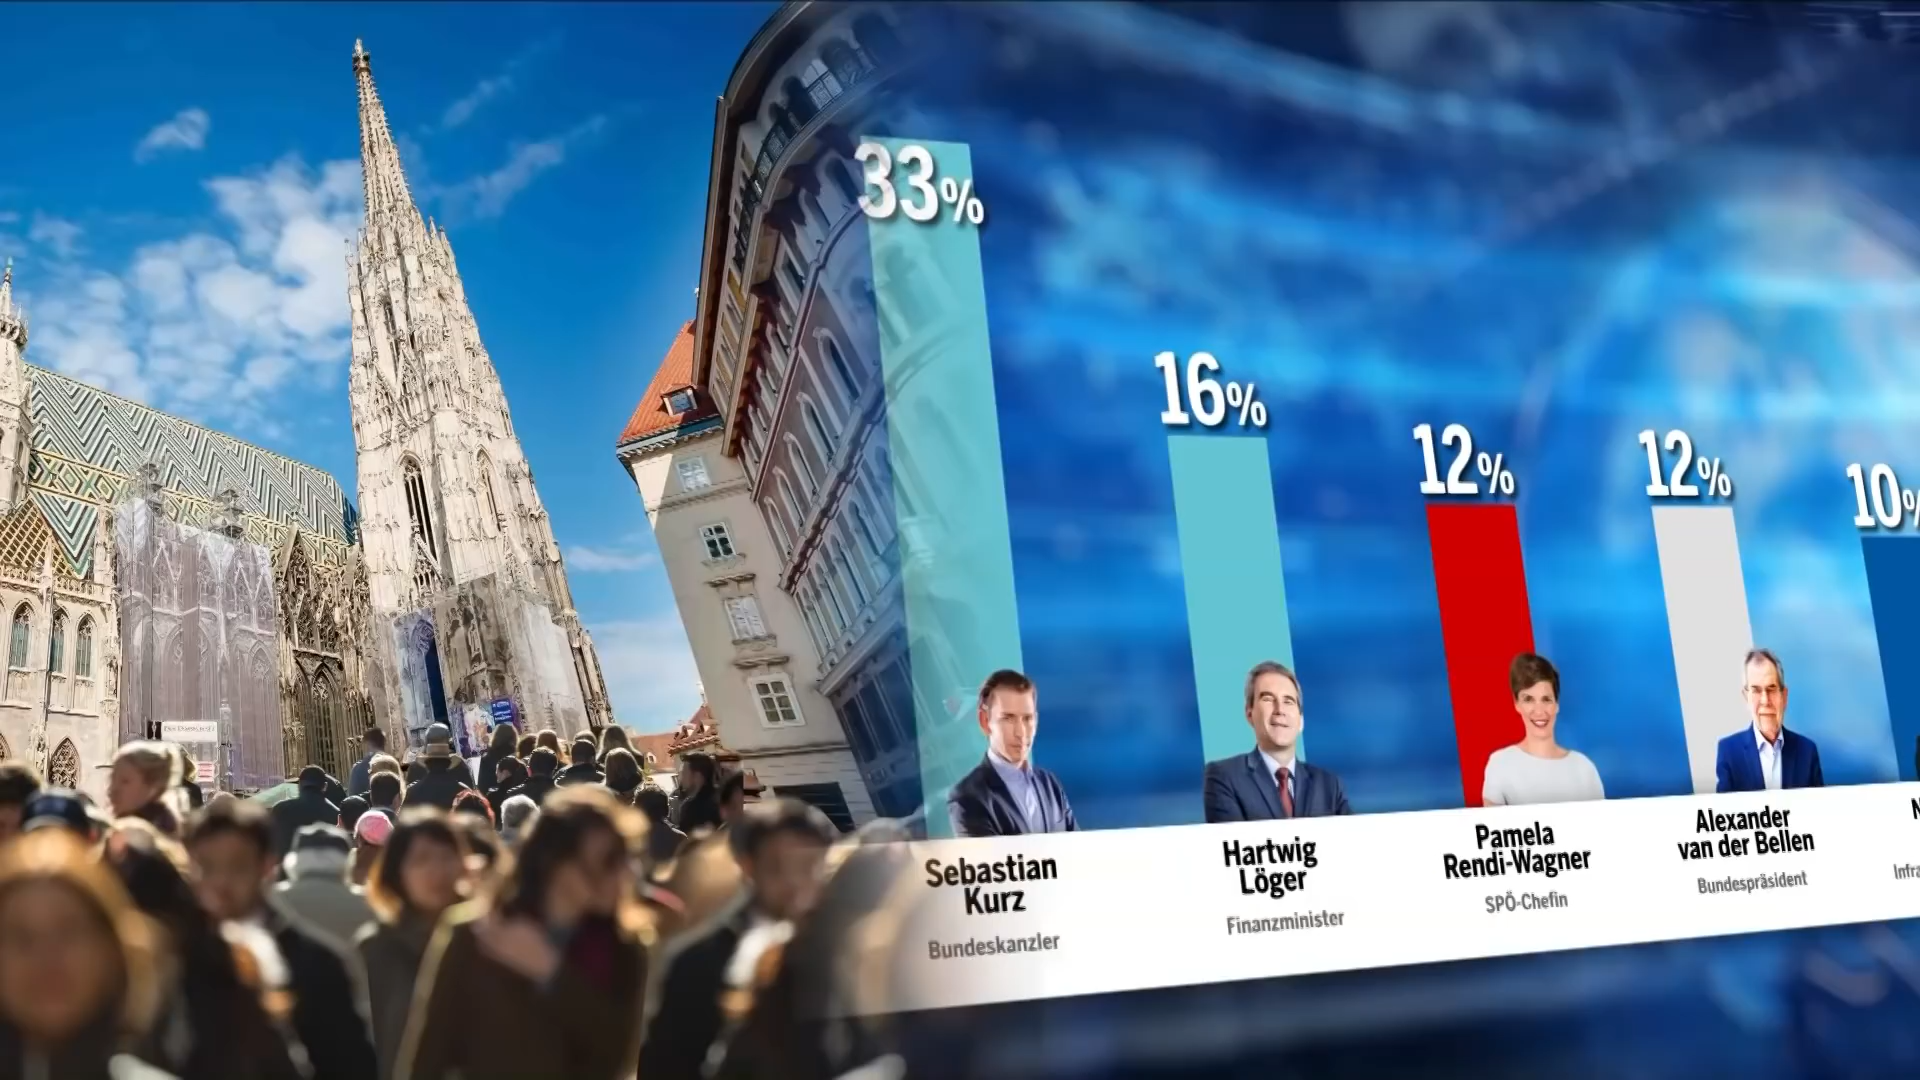 33%
16%
12%
12%
10%
Sebastian
Kurz
Bundeskanzler
Hartwig
Löger
Finanzminister
Pamela
Rendi-Wagner
SPÖ-Chefin
Alexander
van der Bellen
Bundespräsident
N
Infra